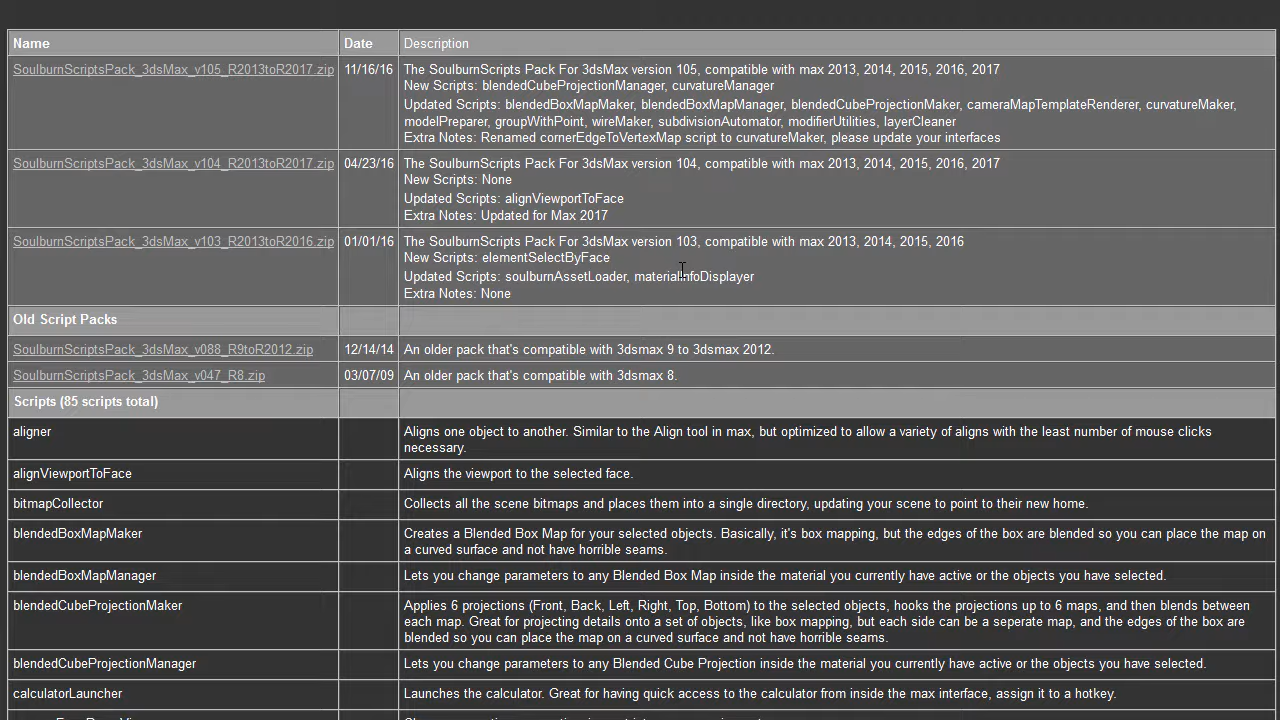 Name Date Description
SoulburnScriptsPack_3dsMax_v105_R2013toR2017.zip 11/16/16 The SoulburnScripts Pack For 3dsMax version 105, compatible with max 2013, 2014, 2015, 2016, 2017
New Scripts: blendedCubeProjectionManager, curvatureManager
Updated Scripts: blendedBoxMapMaker, blendedBoxMapManager, blendedCubeProjectionMaker, cameraMapTemplateRenderer, curvatureMaker,
modelPreparer, groupWithPoint, wireMaker, subdivisionAutomator, modifierUtilities, layerCleaner
Extra Notes: Renamed cornerEdgeToVertexMap script to curvatureMaker, please update your interfaces
SoulburnScriptsPack_3dsMax_v104_R2013toR2017.zip 04/23/16 The SoulburnScripts Pack For 3dsMax version 104, compatible with max 2013, 2014, 2015, 2016, 2017
New Scripts: None
Updated Scripts: alignViewportToFace
Extra Notes: Updated for Max 2017
SoulburnScriptsPack_3dsMax_v103_R2013toR2016.zip 01/01/16 The SoulburnScripts Pack For 3dsMax version 103, compatible with max 2013, 2014, 2015, 2016
New Scripts: elementSelectByFace
Updated Scripts: soulburnAssetLoader, materialInfoDisplayer
Extra Notes: None
Old Script Packs
SoulburnScriptsPack_3dsMax_v088_R9toR2012.zip 12/14/14 An older pack that's compatible with 3dsmax 9 to 3dsmax 2012.
SoulburnScriptsPack_3dsMax_v047_R8.zip 03/07/09 An older pack that's compatible with 3dsmax 8.
Scripts (85 scripts total)
aligner Aligns one object to another. Similar to the Align tool in max, but optimized to allow a variety of aligns with the least number of mouse clicks
necessary.
alignViewportToFace Aligns the viewport to the selected face.
bitmapCollector Collects all the scene bitmaps and places them into a single directory, updating your scene to point to their new home.
blendedBoxMapMaker Creates a Blended Box Map for your selected objects. Basically, it's box mapping, but the edges of the box are blended so you can place the map on
a curved surface and not have horrible seams.
blendedBoxMapManager Lets you change parameters to any Blended Box Map inside the material you currently have active or the objects you have selected.
blendedCubeProjectionMaker Applies 6 projections (Front, Back, Left, Right, Top, Bottom) to the selected objects, hooks the projections up to 6 maps, and then blends between
each map. Great for projecting details onto a set of objects, like box mapping, but each side can be a seperate map, and the edges of the box are
blended so you can place the map on a curved surface and not have horrible seams.
blendedCubeProjectionManager Lets you change parameters to any Blended Cube Projection inside the material you currently have active or the objects you have selected.
calculatorLauncher Launches the calculator. Great for having quick access to the calculator from inside the max interface, assign it to a hotkey.